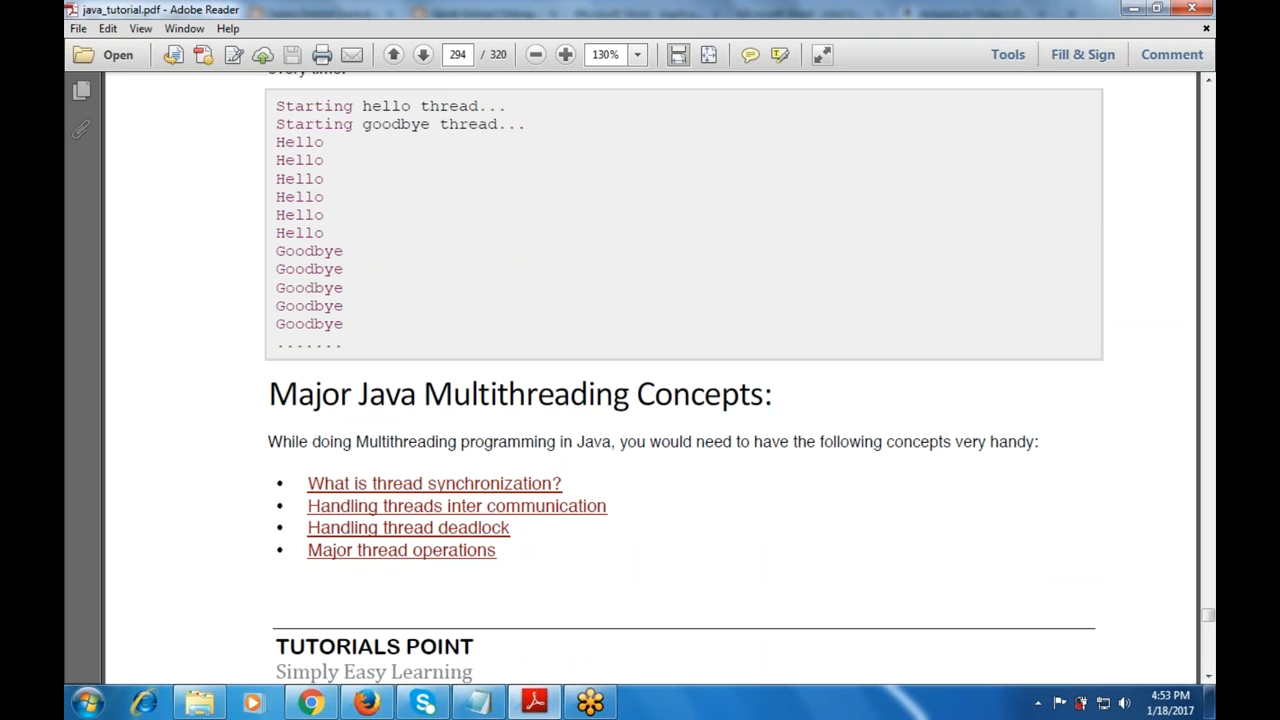 java_tutorial.pdf - Adobe Reader
File Edit View Window Help
Open 294 / 320 130% Tools Fill & Sign Comment
every time.
Starting hello thread...
Starting goodbye thread...
Hello
Hello
Hello
Hello
Hello
Hello
Goodbye
Goodbye
Goodbye
Goodbye
Goodbye
.......
Major Java Multithreading Concepts:
While doing Multithreading programming in Java, you would need to have the following concepts very handy:
• What is thread synchronization?
• Handling threads inter communication
• Handling thread deadlock
• Major thread operations
TUTORIALS POINT
Simply Easy Learning
4:53 PM
1/18/2017